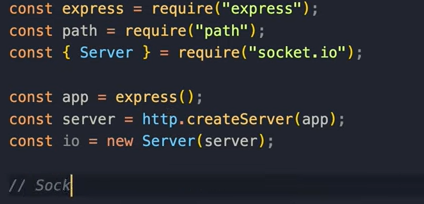 const express = require("express");
const path = require("path");
const { Server } = require("socket.io");
const app = express();
const server = http.createServer(app);
const io = new Server(server);
// Sock